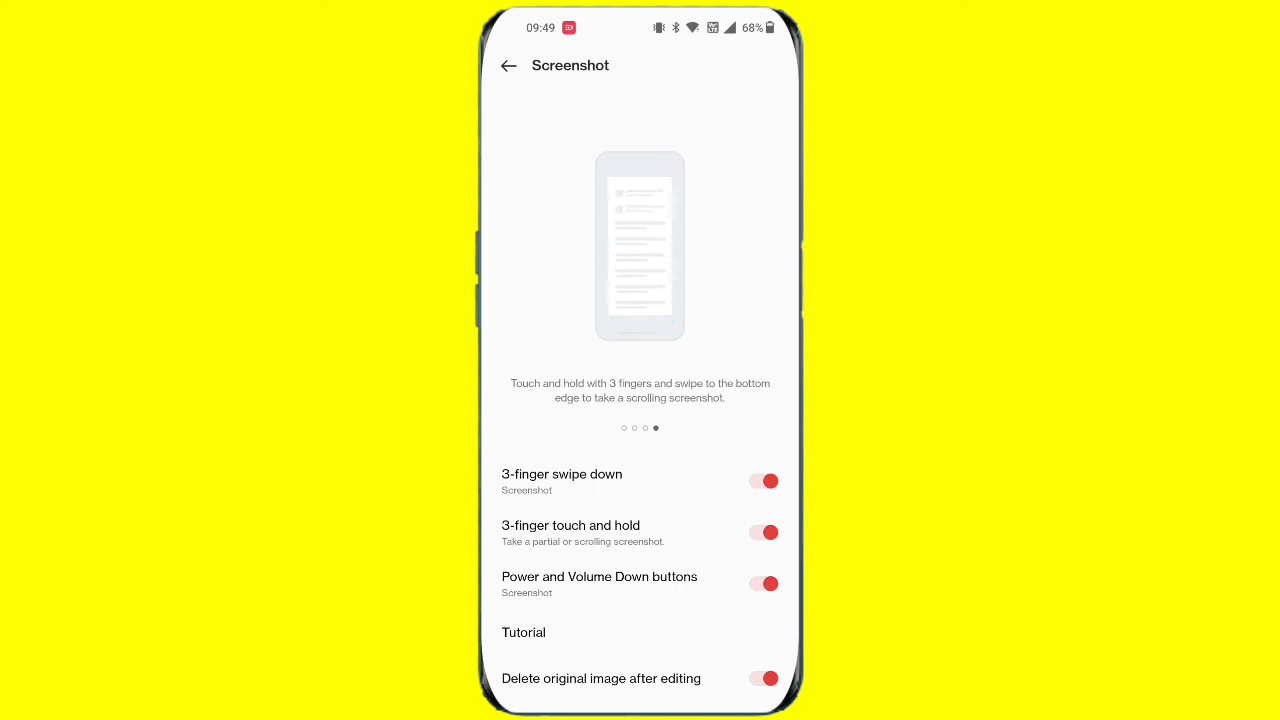 09:49 68%
Screenshot
Touch and hold with 3 fingers and swipe to the bottom
edge to take a scrolling screenshot.
3-finger swipe down
Screenshot
3-finger touch and hold
Take a partial or scrolling screenshot.
Power and Volume Down buttons
Screenshot
Tutorial
Delete original image after editing